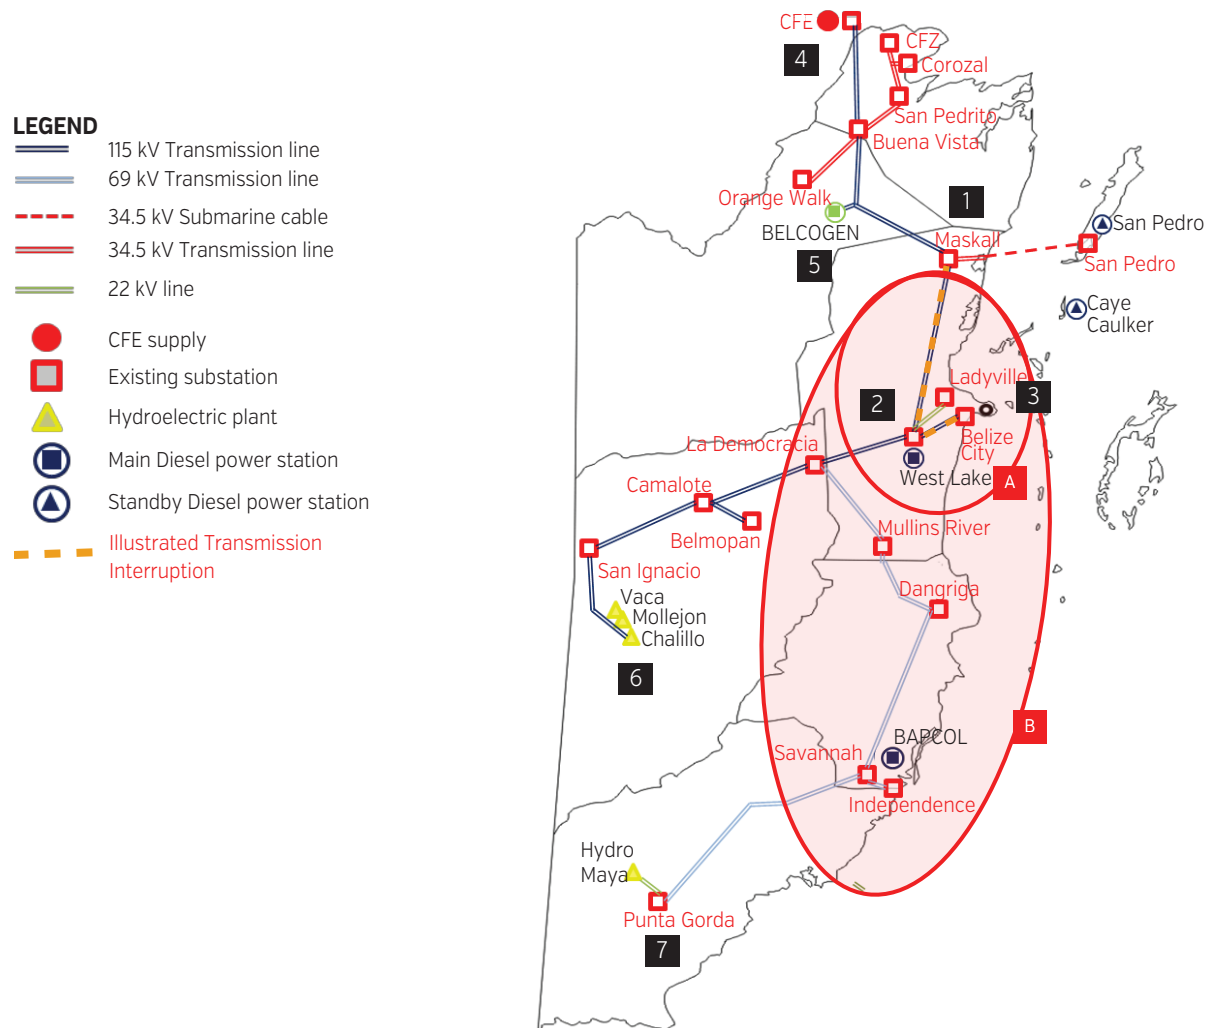 LEGEND
115 kV Transmission line
69 kV Transmission line
34.5 kV Submarine cable
34.5 kV Transmission line
22 kV line
CFE supply
Existing substation
Hydroelectric plant
Main Diesel power station
Standby Diesel power station
Illustrated Transmission
Interruption
CFE
4
CFZ
Corozal
San Pedrito
Buena Vista
Orange Walk
BELCOGEN
5
1
Maskall
San Pedro
San Pedro
Caye
Caulker
Ladyville
3
2
Belize
City
La Democracia
West Lake
A
Camalote
Belmopan
Mullins River
San Ignacio
Dangriga
Vaca
Mollejon
Chalillo
6
B
BAPCOL
Savannah
Independence
Hydro
Maya
Punta Gorda
7